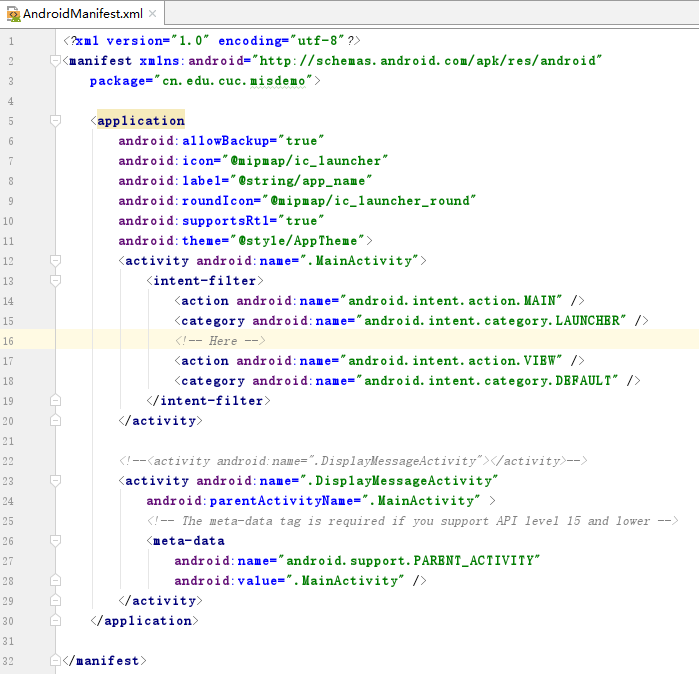 AndroidManifest.xml
1 <?xml version="1.0" encoding="utf-8"?>
2 <manifest xmlns:android="http://schemas.android.com/apk/res/android"
3 package="cn.edu.cuc.misdemo">
4
5 <application
6 android:allowBackup="true"
7 android:icon="@mipmap/ic_launcher"
8 android:label="@string/app_name"
9 android:roundIcon="@mipmap/ic_launcher_round"
10 android:supportsRtl="true"
11 android:theme="@style/AppTheme">
12 <activity android:name=".MainActivity">
13 <intent-filter>
14 <action android:name="android.intent.action.MAIN" />
15 <category android:name="android.intent.category.LAUNCHER" />
16 <!-- Here -->
17 <action android:name="android.intent.action.VIEW" />
18 <category android:name="android.intent.category.DEFAULT" />
19 </intent-filter>
20 </activity>
21
22 <!--<activity android:name=".DisplayMessageActivity"></activity>-->
23 <activity android:name=".DisplayMessageActivity"
24 android:parentActivityName=".MainActivity" >
25 <!-- The meta-data tag is required if you support API level 15 and lower -->
26 <meta-data
27 android:name="android.support.PARENT_ACTIVITY"
28 android:value=".MainActivity" />
29 </activity>
30 </application>
31
32 </manifest>